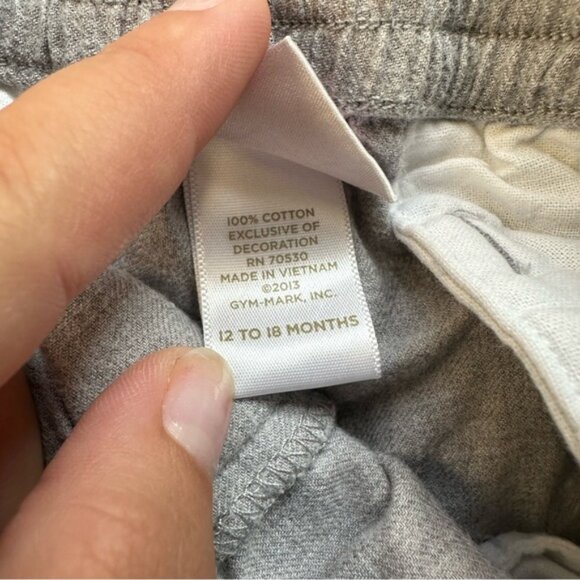 100% COTTON
EXCLUSIVE OF
DECORATION
RN 70530
MADE IN VIETNAM
©2013
GYM-MARK, INC.
12 TO 18 MONTHS